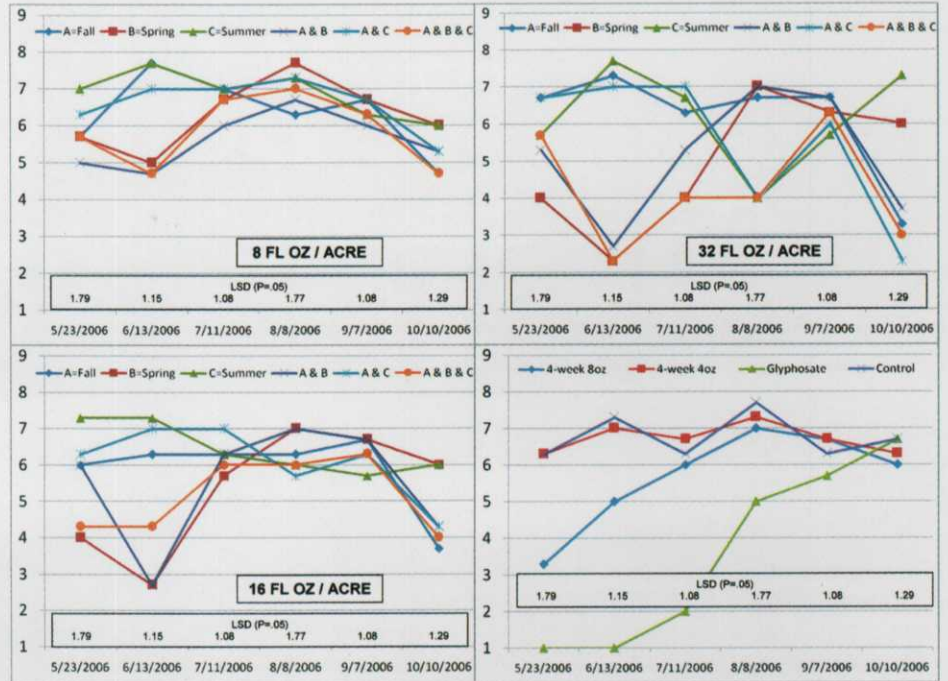 9
A=Fall B=Spring C=Summer A & B A & C A & B & C
8
7
6
5
4
3
2
1
8 FL OZ / ACRE
LSD (P=.05)
1.79 1.15 1.08 1.77 1.08 1.29
5/23/2006 6/13/2006 7/11/2006 8/8/2006 9/7/2006 10/10/2006
9
A=Fall B=Spring C=Summer A & B A & C A & B & C
8
7
6
5
4
3
2
1
32 FL OZ / ACRE
LSD (P=.05)
1.79 1.15 1.08 1.77 1.08 1.29
5/23/2006 6/13/2006 7/11/2006 8/8/2006 9/7/2006 10/10/2006
9
A=Fall B=Spring C=Summer A & B A & C A & B & C
8
7
6
5
4
3
2
1
16 FL OZ / ACRE
LSD (P=.05)
1.79 1.15 1.08 1.77 1.08 1.29
5/23/2006 6/13/2006 7/11/2006 8/8/2006 9/7/2006 10/10/2006
9
4-week 8oz 4-week 4oz Glyphosate Control
8
7
6
5
4
3
2
1
LSD (P=.05)
1.79 1.15 1.08 1.77 1.08 1.29
5/23/2006 6/13/2006 7/11/2006 8/8/2006 9/7/2006 10/10/2006